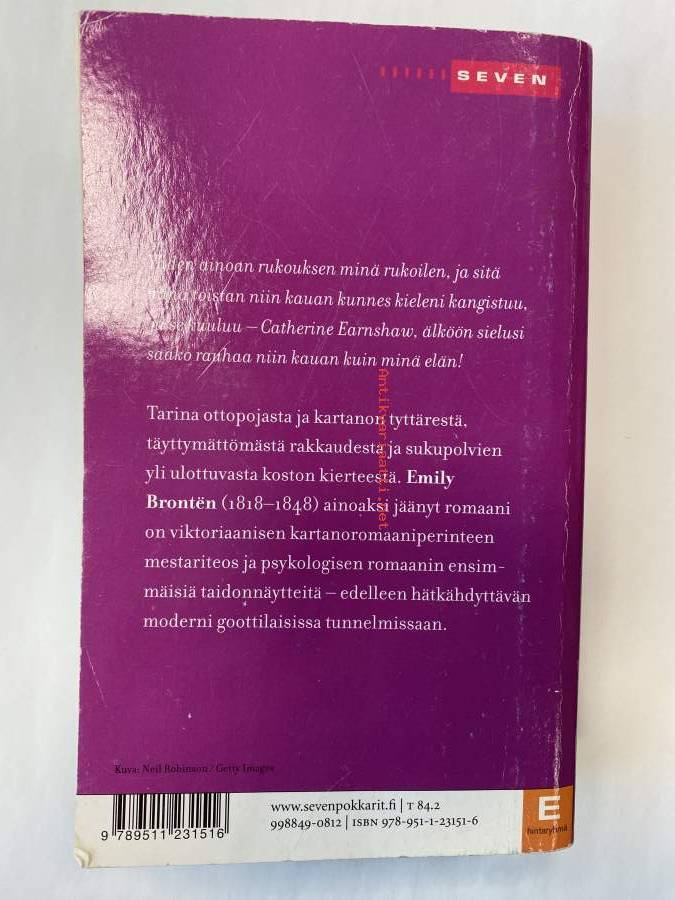 SEVEN
ainoan rukouksen minä rukoilen, ja sitä
toistan niin kauan kunnes kieleni kangistuu,
kuuluu – Catherine Earnshaw, älköön sielusi
saako rauhaa niin kauan kuin minä elän!
Tarina ottopojasta ja kartanon tyttärestä,
täyttymättömästä rakkaudesta ja sukupolvien
yli ulottuvasta koston kierteestä. Emily
Brontën (1818–1848) ainoaksi jäänyt romaani
on viktoriaanisen kartanoromaaniperinteen
mestariteos ja psykologisen romaanin ensim-
mäisiä taidonnäytteitä – edelleen hätkähdyttävän
moderni goottilaisissa tunnelmissaan.
Antikvariaatti.net
Kuva: Neil Robinson / Getty Images
9 789511 231516
www.sevenpokkarit.fi | T 84.2
998849-0812 | ISBN 978-951-1-23151-6
E
hintaryhmä